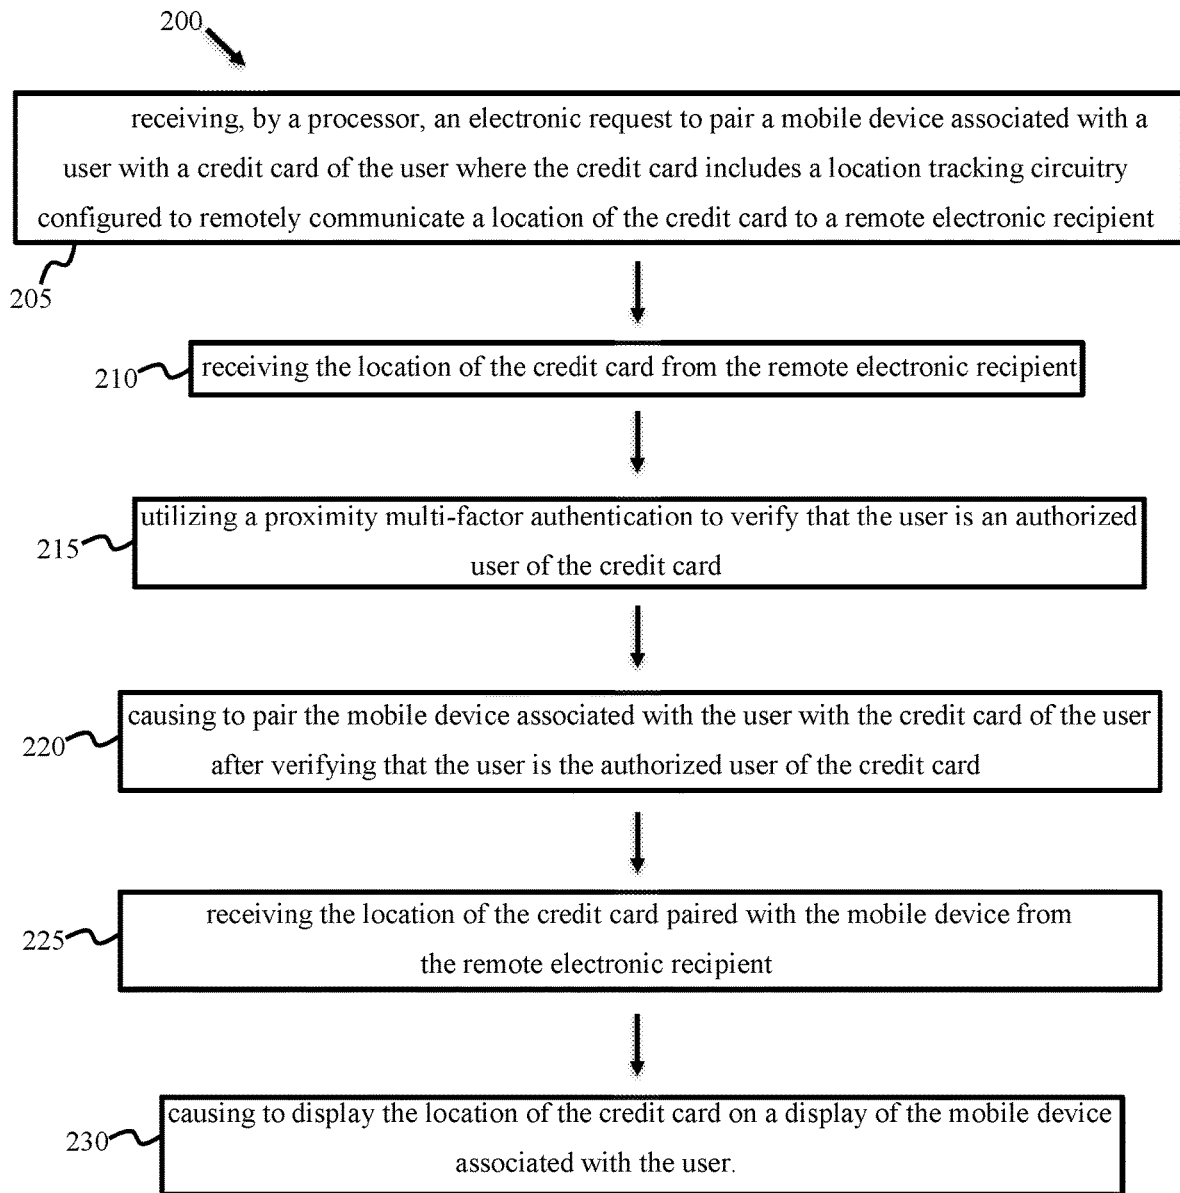 200
receiving, by a processor, an electronic request to pair a mobile device associated with a
user with a credit card of the user where the credit card includes a location tracking circuitry
configured to remotely communicate a location of the credit card to a remote electronic recipient
205
210
receiving the location of the credit card from the remote electronic recipient
utilizing a proximity multi-factor authentication to verify that the user is an authorized
215
user of the credit card
causing to pair the mobile device associated with the user with the credit card of the user
220
after verifying that the user is the authorized user of the credit card
receiving the location of the credit card paired with the mobile device from
225
the remote electronic recipient
causing to display the location of the credit card on a display of the mobile device
230
associated with the user.